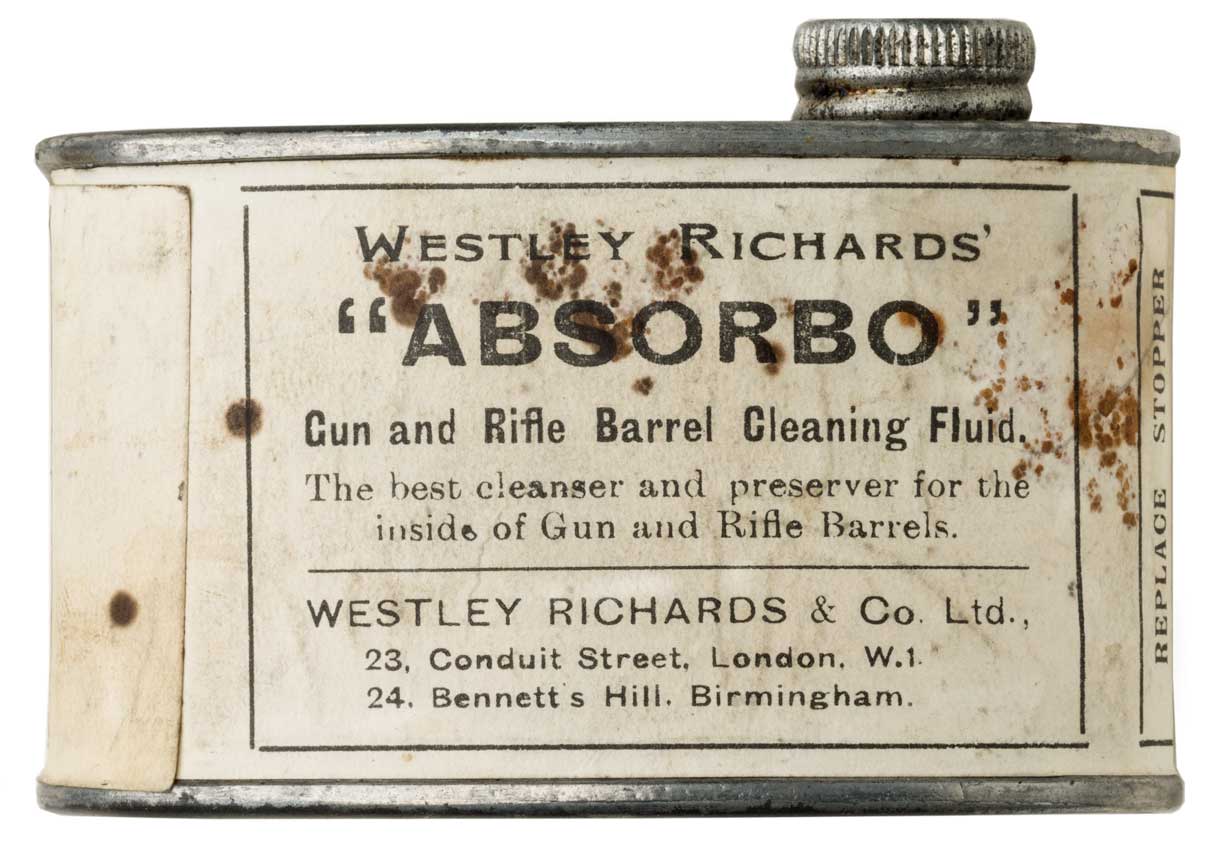 WESTLEY RICHARDS'
"ABSORBO"
Gun and Rifle Barrel Cleaning Fluid.
The best cleanser and preserver for the
inside of Gun and Rifle Barrels.
WESTLEY RICHARDS & Co. Ltd.,
23, Conduit Street, London, W.1.
24, Bennett's Hill, Birmingham.
REPLACE STOPPER